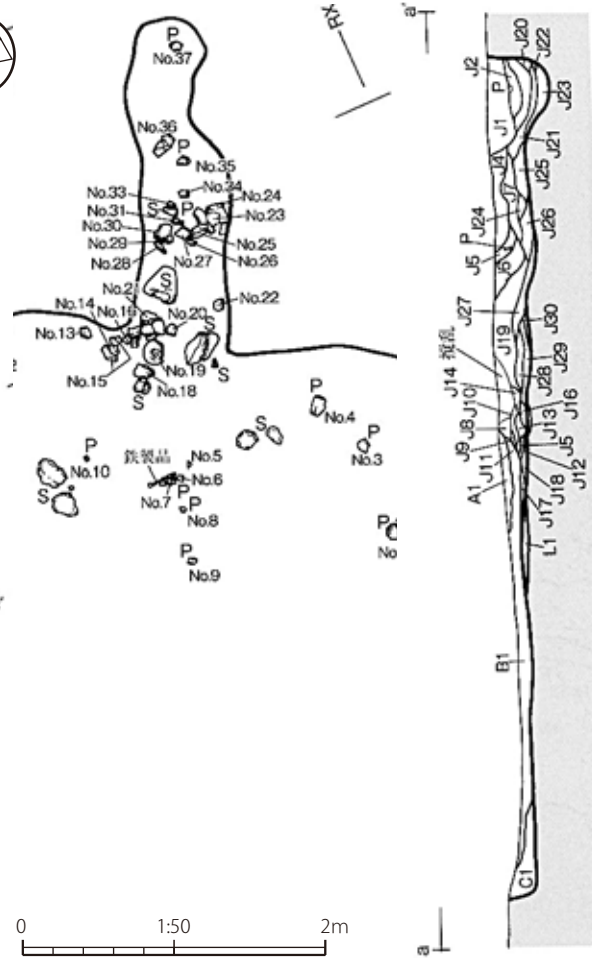 RX
P
No.37
No.36
P
No.35
No.34
No.33
S
P
No.24
No.31
No.23
No.30
No.29
No.25
No.28
No.27
No.26
S
No.22
No.2
No.14
No.16
No.20
No.13
S
No.15
No.19
S
No.18
S
S
P
No.4
S
P
No.3
P
No.10
S
鉄製品
No.5
No.6
No.7
P
P
No.8
P
No.9
P
No.
0
1:50
2m
a'
J20
J22
J2
P
J23
J1
J21
J4
J25
J7
J24
J26
P
J5
J6
J27
J30
J19
撹乱
J29
J28
J14
J16
J10
J13
J8
J5
J9
J12
J11
J18
A1
J17
L1
B1
C1
a